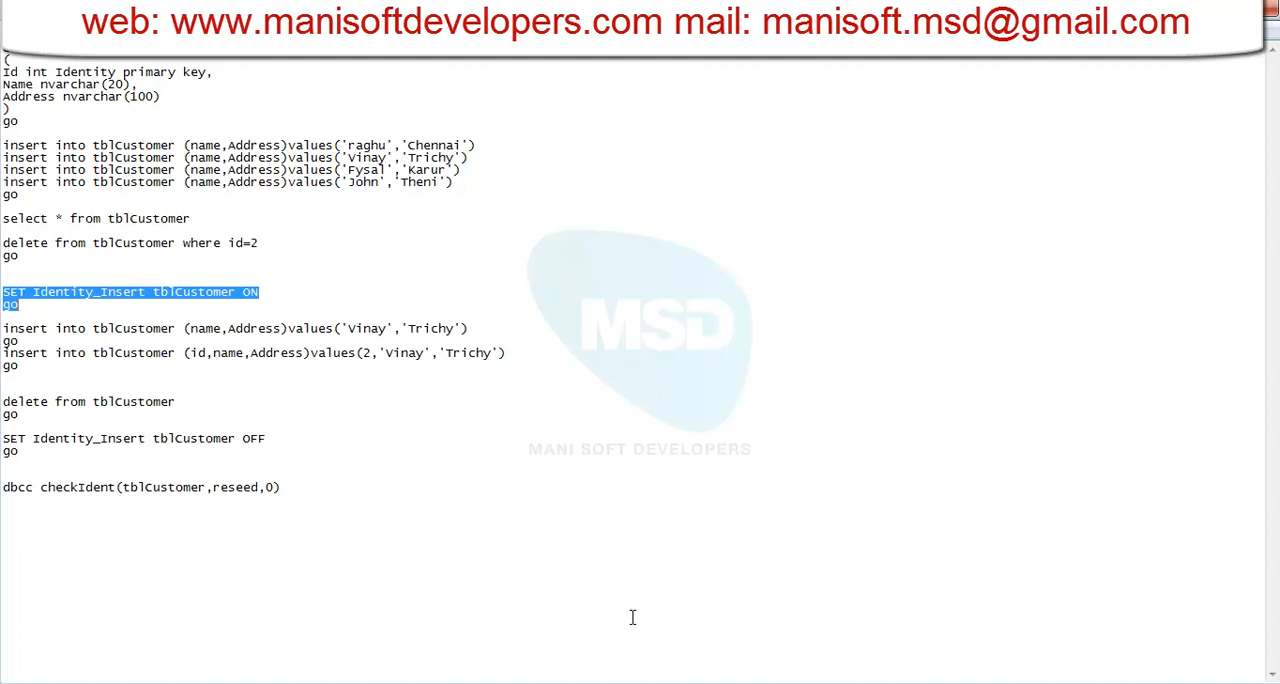 web: www.manisoftdevelopers.com mail: manisoft.msd@gmail.com
(
Id int Identity primary key,
Name nvarchar(20),
Address nvarchar(100)
)
go
insert into tblCustomer (name,Address)values('raghu','Chennai')
insert into tblCustomer (name,Address)values('Vinay','Trichy')
insert into tblCustomer (name,Address)values('Fysal','Karur')
insert into tblCustomer (name,Address)values('John','Theni')
go
select * from tblCustomer
delete from tblCustomer where id=2
go
SET Identity_Insert tblCustomer ON
go
insert into tblCustomer (name,Address)values('Vinay','Trichy')
go
insert into tblCustomer (id,name,Address)values(2,'Vinay','Trichy')
go
delete from tblCustomer
go
SET Identity_Insert tblCustomer OFF
go
dbcc checkIdent(tblCustomer,reseed,0)
MSD
MANI SOFT DEVELOPERS